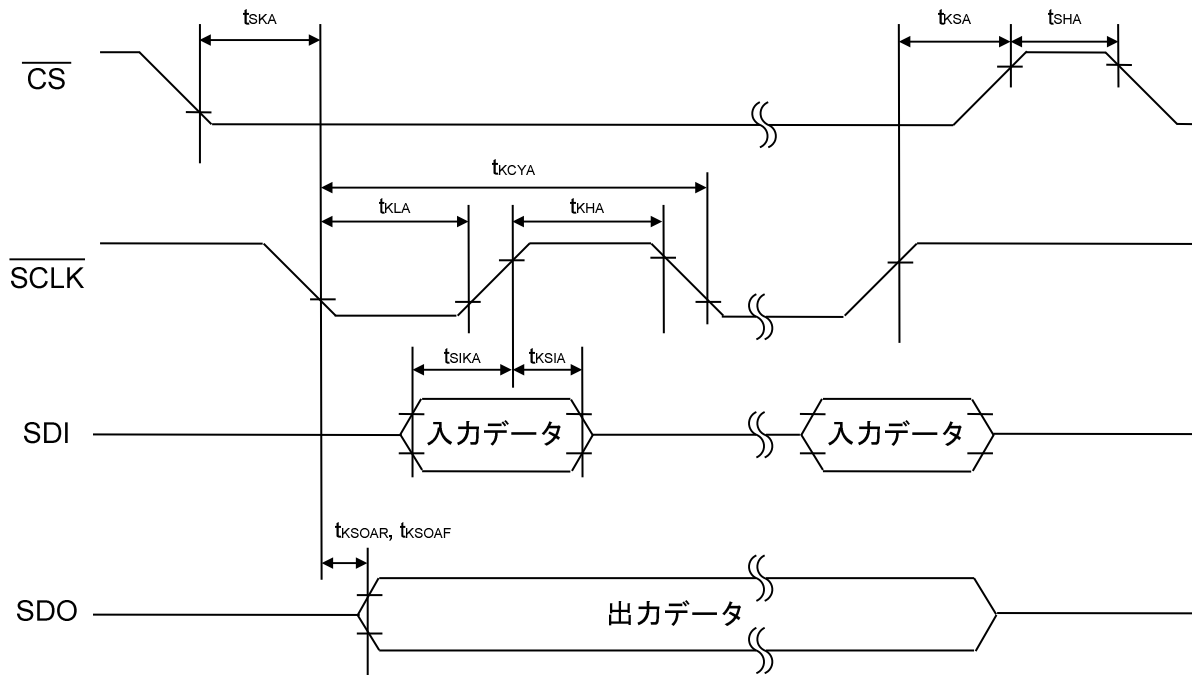 tSKA
tKSA
tSHA
CS
tKCYA
tKLA
tKHA
SCLK
tSIKA
tKSIA
SDI
入力データ
入力データ
tKSOAR, tKSOAF
SDO
出力データ